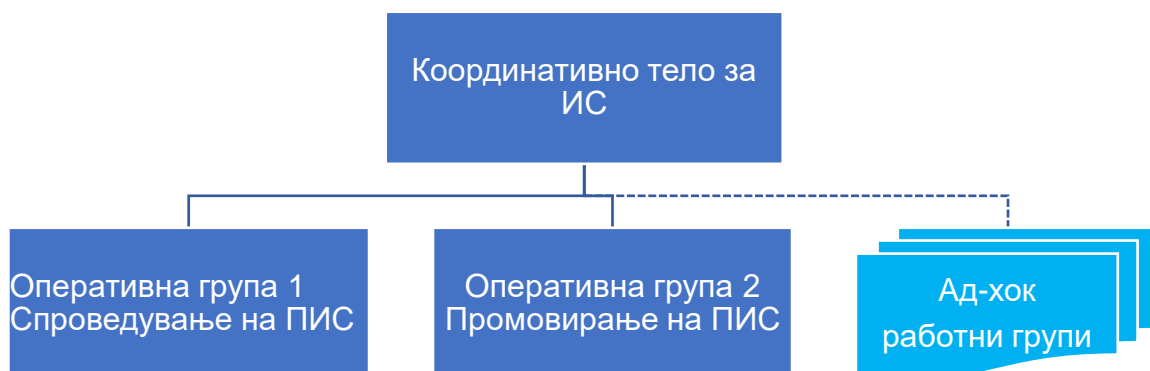 Координативно тело за
ИС
Оперативна група 1
Спроведување на ПИС
Оперативна група 2
Промовирање на ПИС
Ад-хок
работни групи